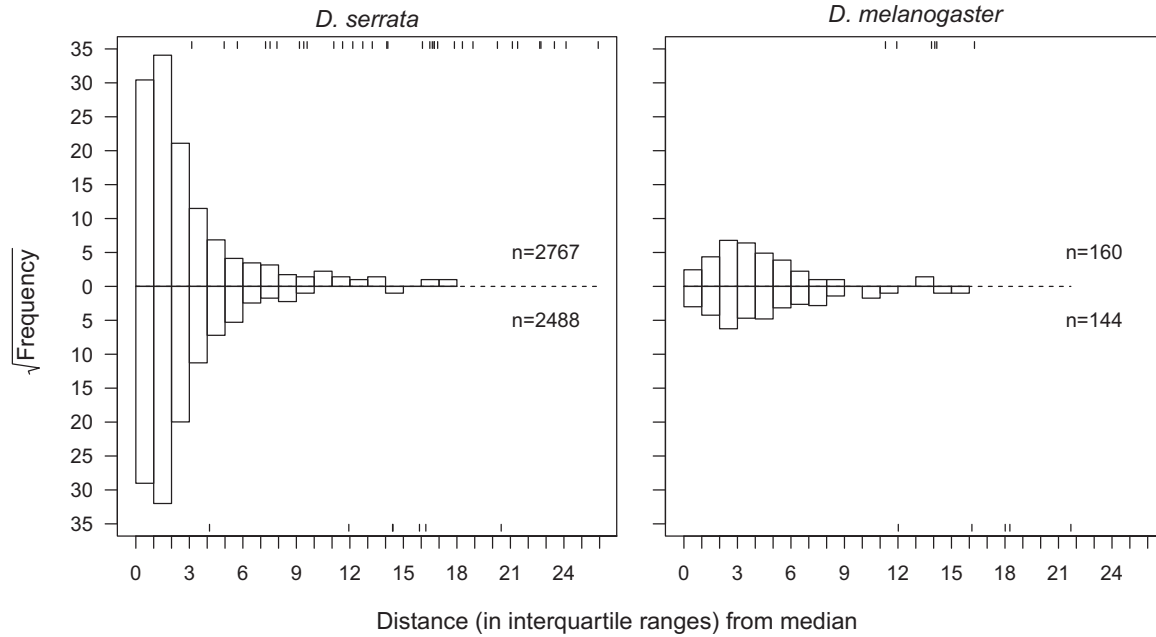 D. serrata
D. melanogaster
35
30
25
20
15
10
5
0
5
10
15
20
25
30
35
√Frequency
n=2767
n=2488
n=160
n=144
0 3 6 9 12 15 18 21 24
0 3 6 9 12 15 18 21 24
Distance (in interquartile ranges) from median